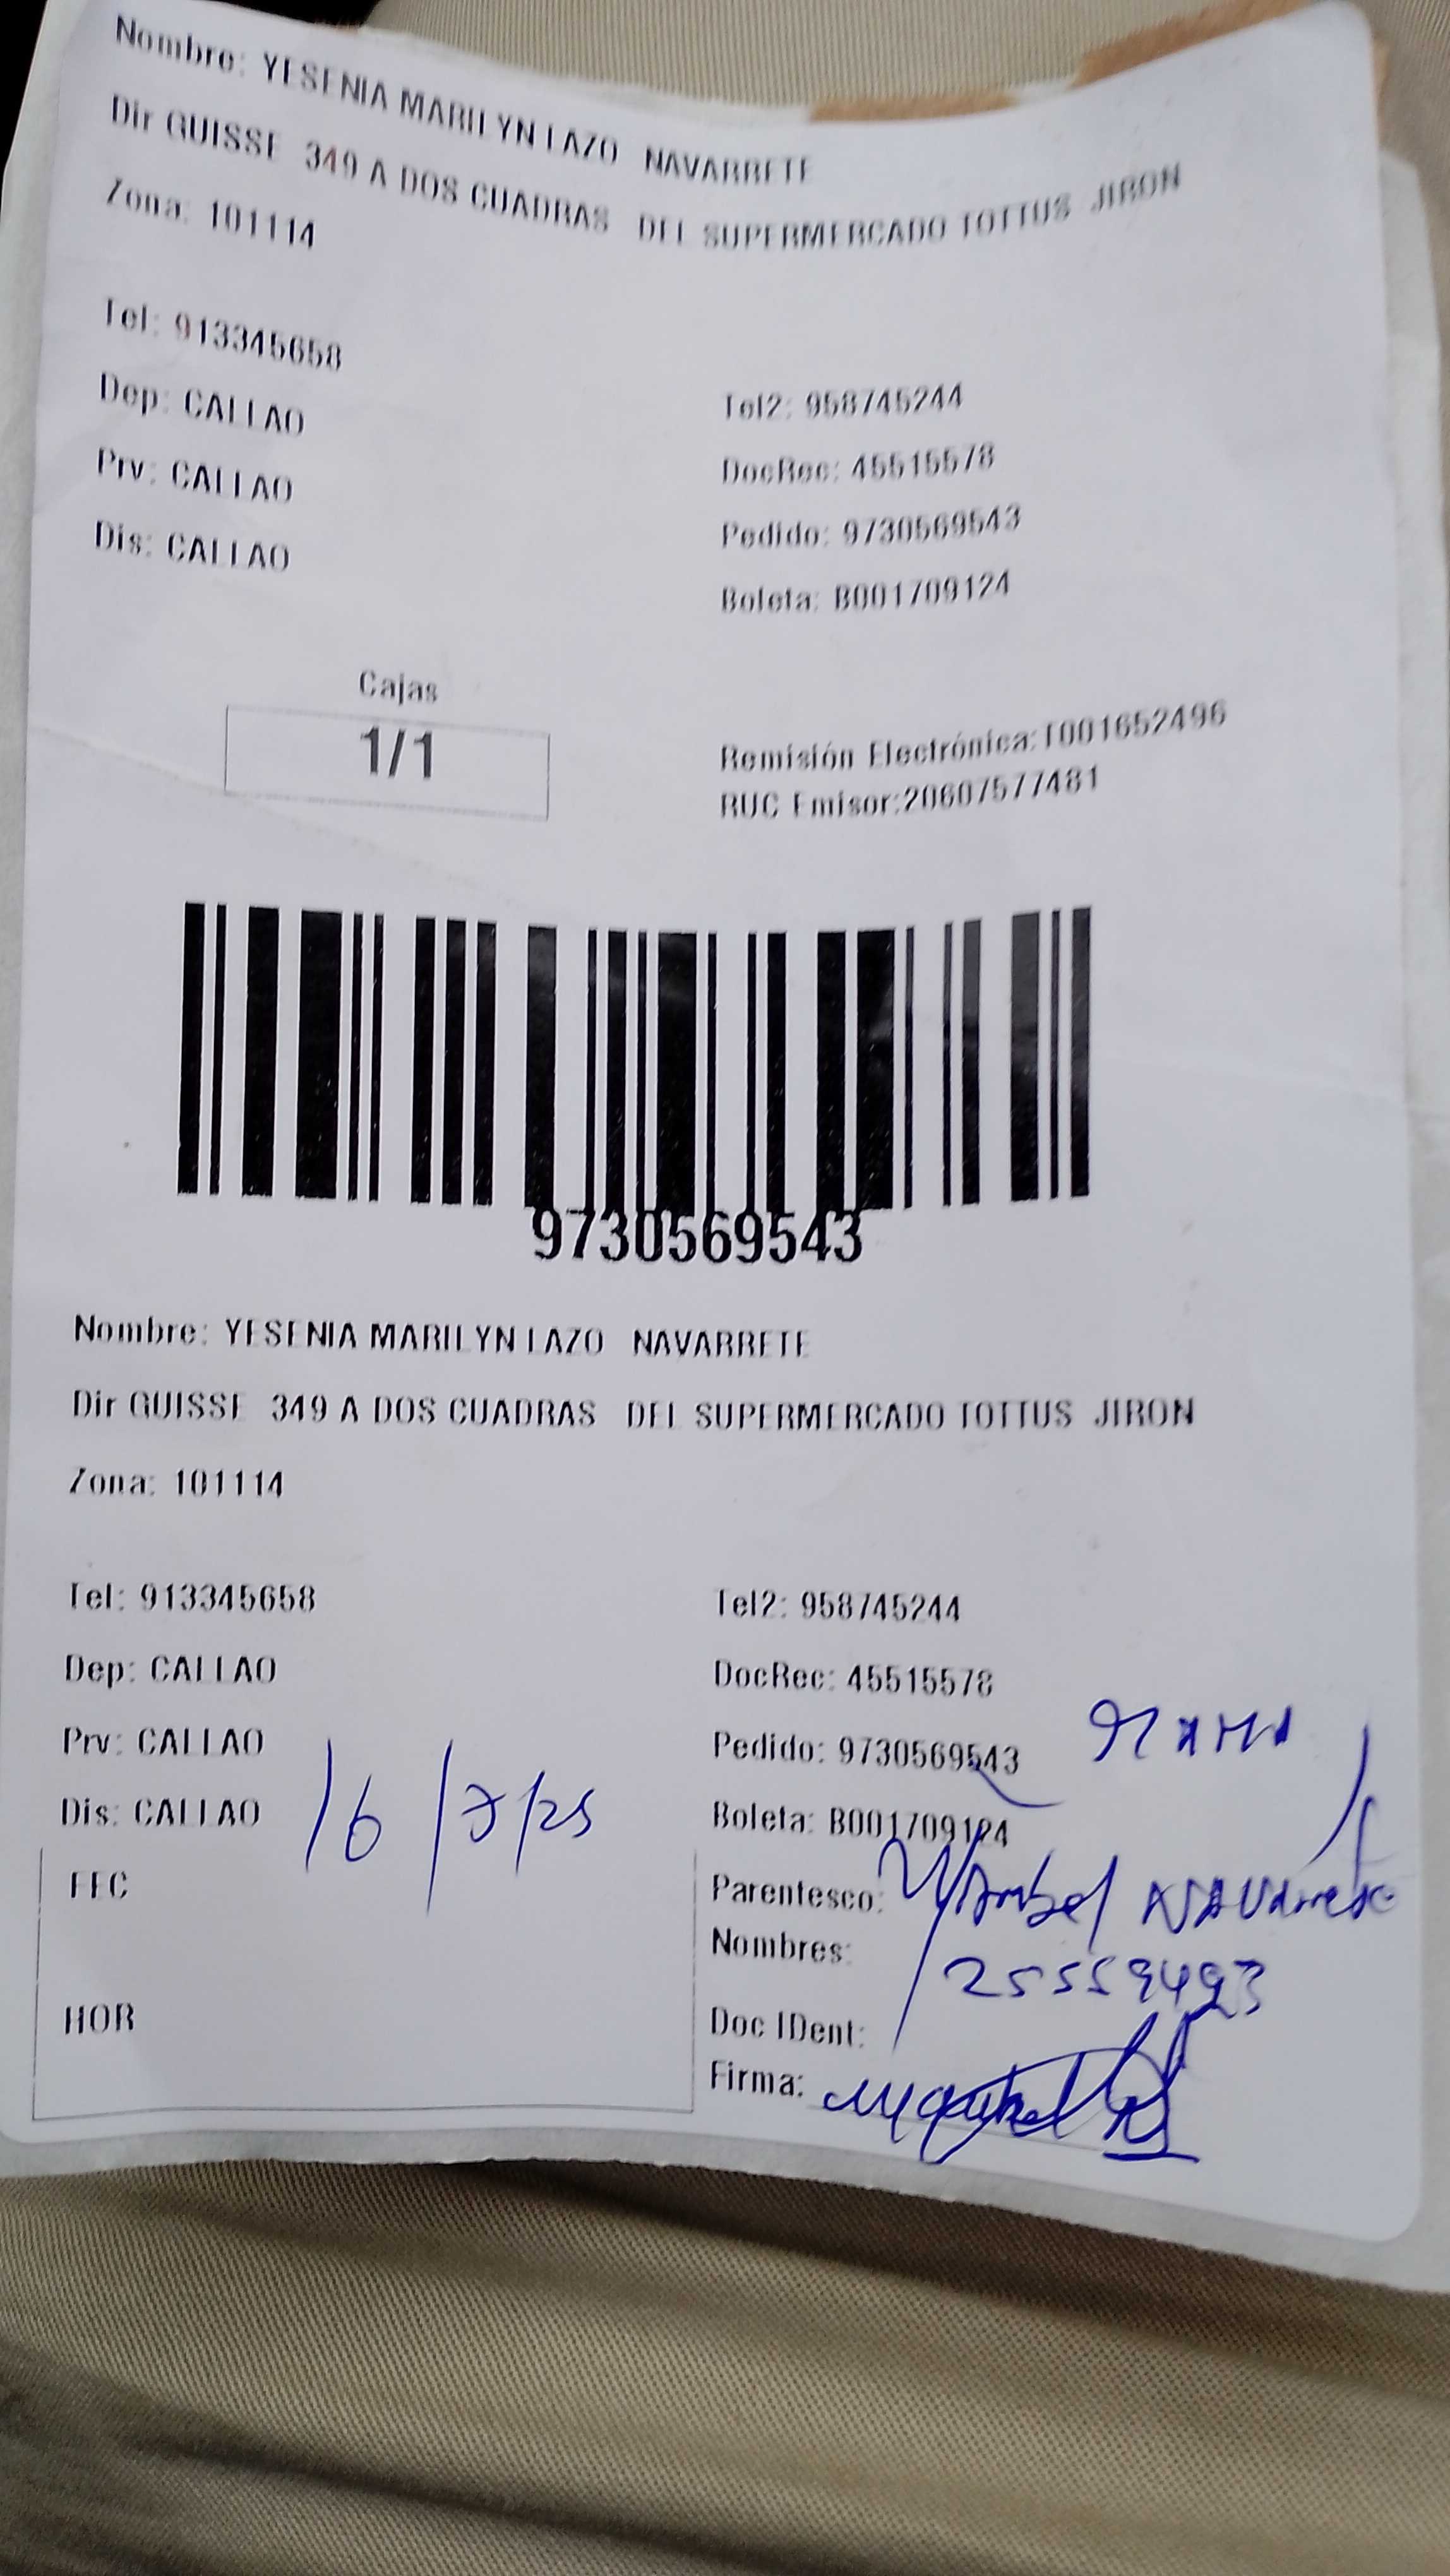 Nombre: YESENIA MARILYN LAZO NAVARRETE
Dir GUISSE 349 A DOS CUADRAS DEL SUPERMERCADO TOTTUS JIRON
Zona: 101114
Tel: 913345658
Tel2: 958745244
Dep: CALLAO
DocRec: 45515578
Prv: CALLAO
Pedido: 9730569543
Dis: CALLAO
Boleta: B001709124
Cajas
1/1
Remisión Electrónica:T001652496
RUC Emisor:20607577481
9730569543
Nombre: YESENIA MARILYN LAZO NAVARRETE
Dir GUISSE 349 A DOS CUADRAS DEL SUPERMERCADO TOTTUS JIRON
Zona: 101114
Tel: 913345658
Tel2: 958745244
Dep: CALLAO
DocRec: 45515578
Prv: CALLAO
Pedido: 9730569543
Dis: CALLAO
16/7/25
Boleta: B001709124
FEC
Parentesco:
Navarrete
Nombres:
25559493
HOR
Doc IDent:
Firma: